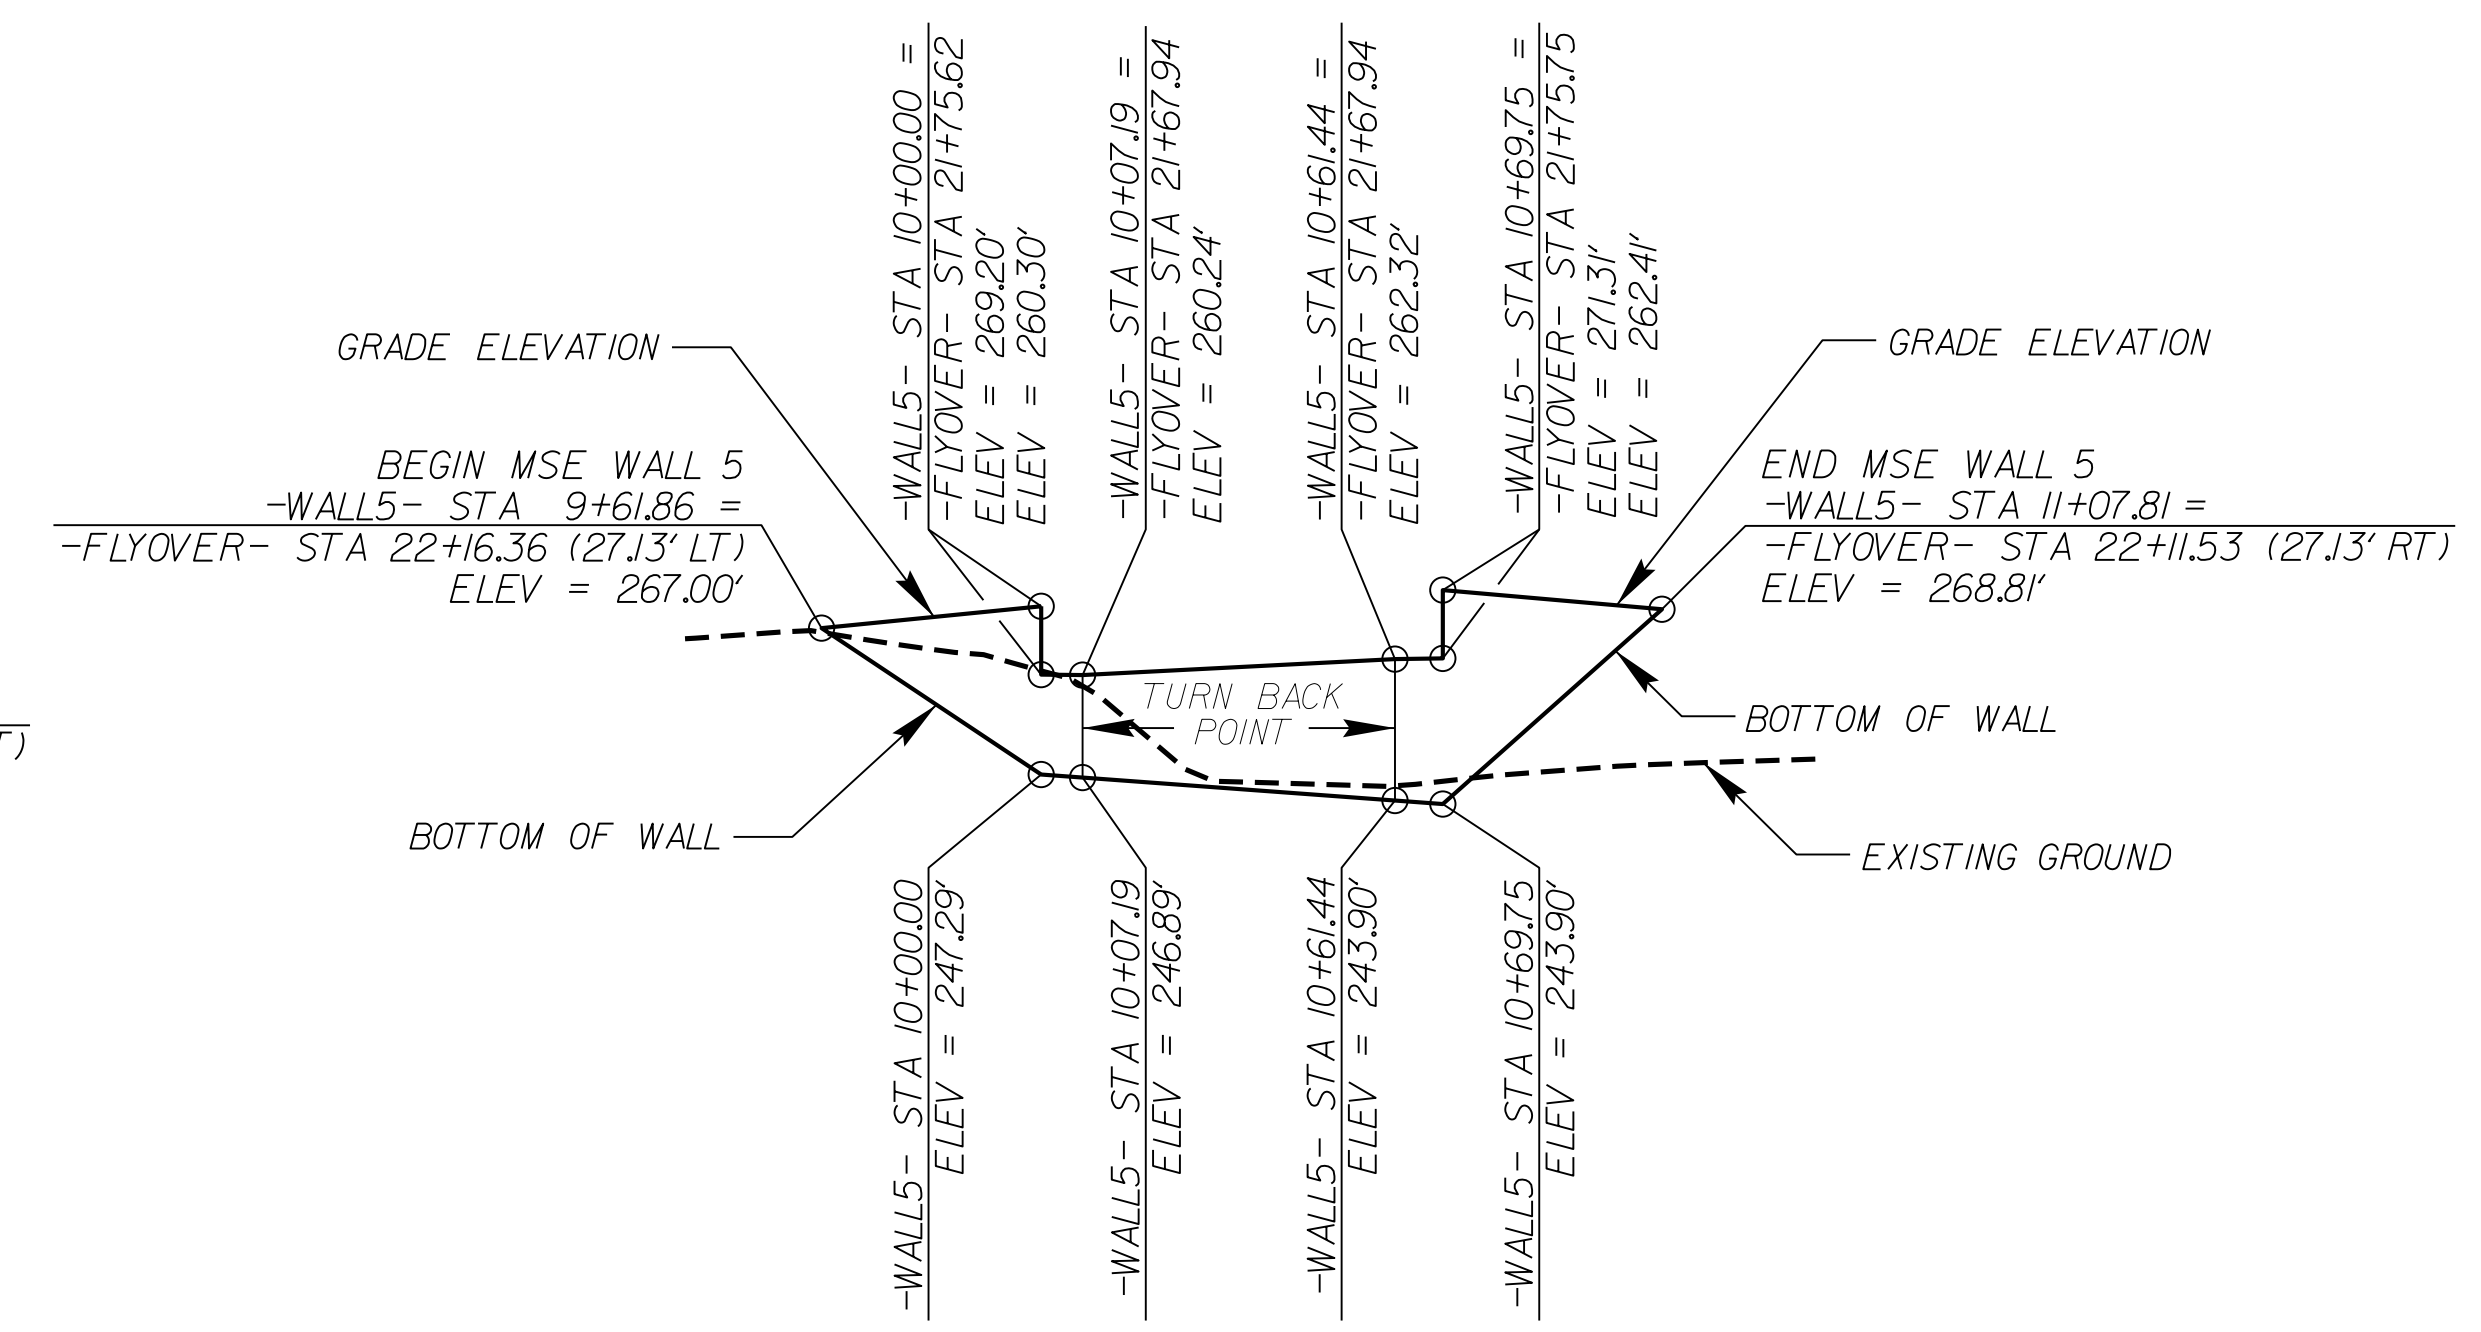 -WALL5- STA 10+00.00 =
-FLYOVER- STA 21+75.62
ELEV = 269.20'
ELEV = 260.30'
-WALL5- STA 10+07.19 =
-FLYOVER- STA 21+67.94
ELEV = 260.24'
-WALL5- STA 10+61.44 =
-FLYOVER- STA 21+67.94
ELEV = 262.32'
-WALL5- STA 10+69.75 =
-FLYOVER- STA 21+75.75
ELEV = 271.31'
ELEV = 262.41'
GRADE ELEVATION
GRADE ELEVATION
BEGIN MSE WALL 5
-WALL5- STA 9+61.86 =
-FLYOVER- STA 22+16.36 (27.13' LT)
ELEV = 267.00'
END MSE WALL 5
-WALL5- STA 11+07.81 =
-FLYOVER- STA 22+11.53 (27.13' RT)
ELEV = 268.81'
TURN BACK
POINT
BOTTOM OF WALL
T)
BOTTOM OF WALL
EXISTING GROUND
-WALL5- STA 10+00.00
ELEV = 247.29'
-WALL5- STA 10+07.19
ELEV = 246.89'
-WALL5- STA 10+61.44
ELEV = 243.90'
-WALL5- STA 10+69.75
ELEV = 243.90'